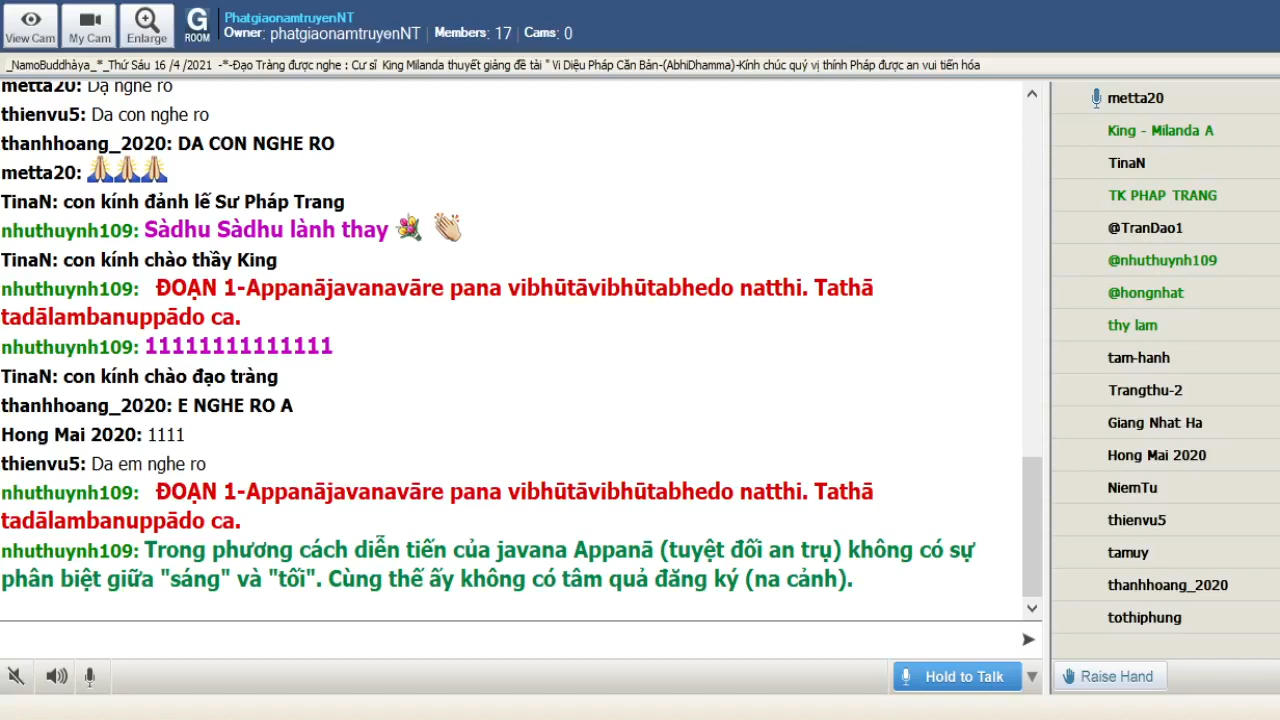 View Cam
My Cam
Enlarge
G
ROOM
PhatgiaonamtruyenNT
Owner: phatgiaonamtruyenNT | Members: 17 | Cams: 0
_NamoBuddhàya_*_Thứ Sáu 16 /4 /2021 -*-Đạo Tràng được nghe : Cư sĩ King Milanda thuyết giảng đề tài " Vi Diệu Pháp Căn Bản-(AbhiDhamma)-Kính chúc quý vị thính Pháp được an vui tiến hóa
metta20: Dạ nghe ro
thienvu5: Da con nghe ro
thanhhoang_2020: DA CON NGHE RO
metta20:
TinaN: con kính đảnh lễ Sư Pháp Trang
nhuthuynh109: Sàdhu Sàdhu lành thay
TinaN: con kính chào thầy King
nhuthuynh109: ĐOẠN 1-Appanājavanavāre pana vibhūtāvibhūtabhedo natthi. Tathā
tadālambanuppādo ca.
nhuthuynh109: 11111111111111
TinaN: con kính chào đạo tràng
thanhhoang_2020: E NGHE RO A
Hong Mai 2020: 1111
thienvu5: Da em nghe ro
nhuthuynh109: ĐOẠN 1-Appanājavanavāre pana vibhūtāvibhūtabhedo natthi. Tathā
tadālambanuppādo ca.
nhuthuynh109: Trong phương cách diễn tiến của javana Appanā (tuyệt đối an trụ) không có sự
phân biệt giữa "sáng" và "tối". Cùng thế ấy không có tâm quả đăng ký (na cảnh).
Hold to Talk
metta20
King - Milanda A
TinaN
TK PHAP TRANG
@TranDao1
@nhuthuynh109
@hongnhat
thy lam
tam-hanh
Trangthu-2
Giang Nhat Ha
Hong Mai 2020
NiemTu
thienvu5
tamuy
thanhhoang_2020
tothiphung
Raise Hand